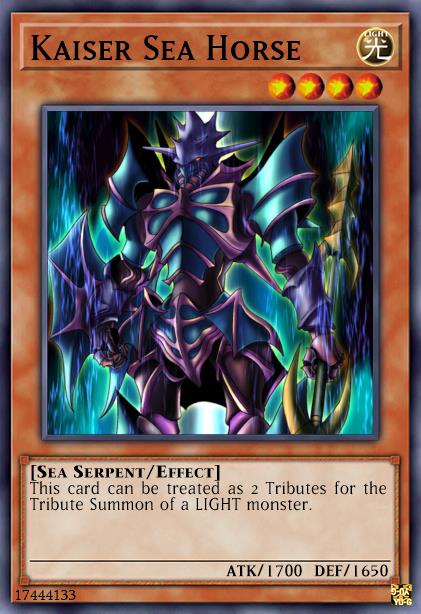 Kaiser Sea Horse
LIGHT
光
[Sea Serpent/Effect]
This card can be treated as 2 Tributes for the
Tribute Summon of a LIGHT monster.
ATK/1700 DEF/1650
17444133